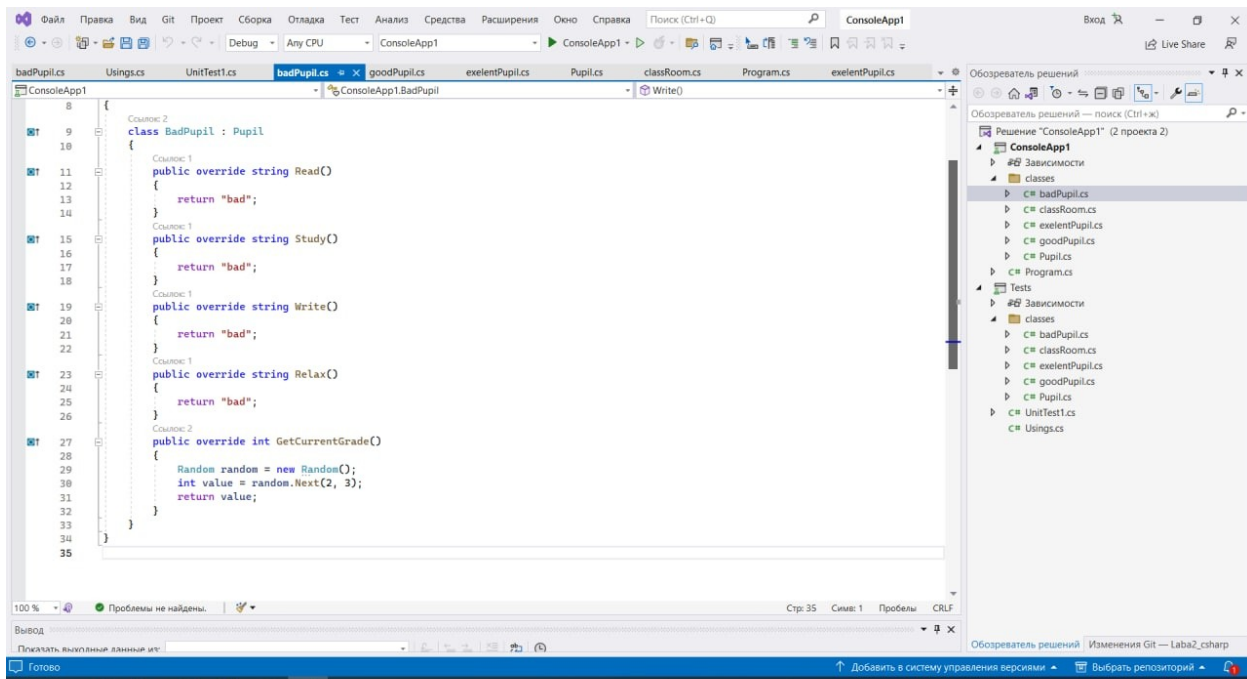 Файл Правка Вид Git Проект Сборка Отладка Тест Анализ Средства Расширения Окно Справка Поиск (Ctrl+Q) ConsoleApp1 Вход
Debug Any CPU ConsoleApp1 ConsoleApp1 Live Share
badPupil.cs Usings.cs UnitTest1.cs badPupil.cs goodPupil.cs exelentPupil.cs Pupil.cs classRoom.cs Program.cs exelentPupil.cs
ConsoleApp1 ConsoleApp1.BadPupil Write()
8 {
Ссылок: 2
9 class BadPupil : Pupil
10 {
Ссылок: 1
11 public override string Read()
12 {
13 return "bad";
14 }
Ссылок: 1
15 public override string Study()
16 {
17 return "bad";
18 }
Ссылок: 1
19 public override string Write()
20 {
21 return "bad";
22 }
Ссылок: 1
23 public override string Relax()
24 {
25 return "bad";
26 }
Ссылок: 2
27 public override int GetCurrentGrade()
28 {
29 Random random = new Random();
30 int value = random.Next(2, 3);
31 return value;
32 }
33 }
34 }
35
100 % Проблемы не найдены. Стр: 35 Симв: 1 Пробелы CRLF
Вывод
Показать выходные данные из:
Обозреватель решений
Обозреватель решений — поиск (Ctrl+ж)
Решение "ConsoleApp1" (2 проекта 2)
ConsoleApp1
Зависимости
classes
C# badPupil.cs
C# classRoom.cs
C# exelentPupil.cs
C# goodPupil.cs
C# Pupil.cs
C# Program.cs
Tests
Зависимости
classes
C# badPupil.cs
C# classRoom.cs
C# exelentPupil.cs
C# goodPupil.cs
C# Pupil.cs
C# UnitTest1.cs
C# Usings.cs
Обозреватель решений Изменения Git — Laba2_csharp
Готово Добавить в систему управления версиями Выбрать репозиторий 1